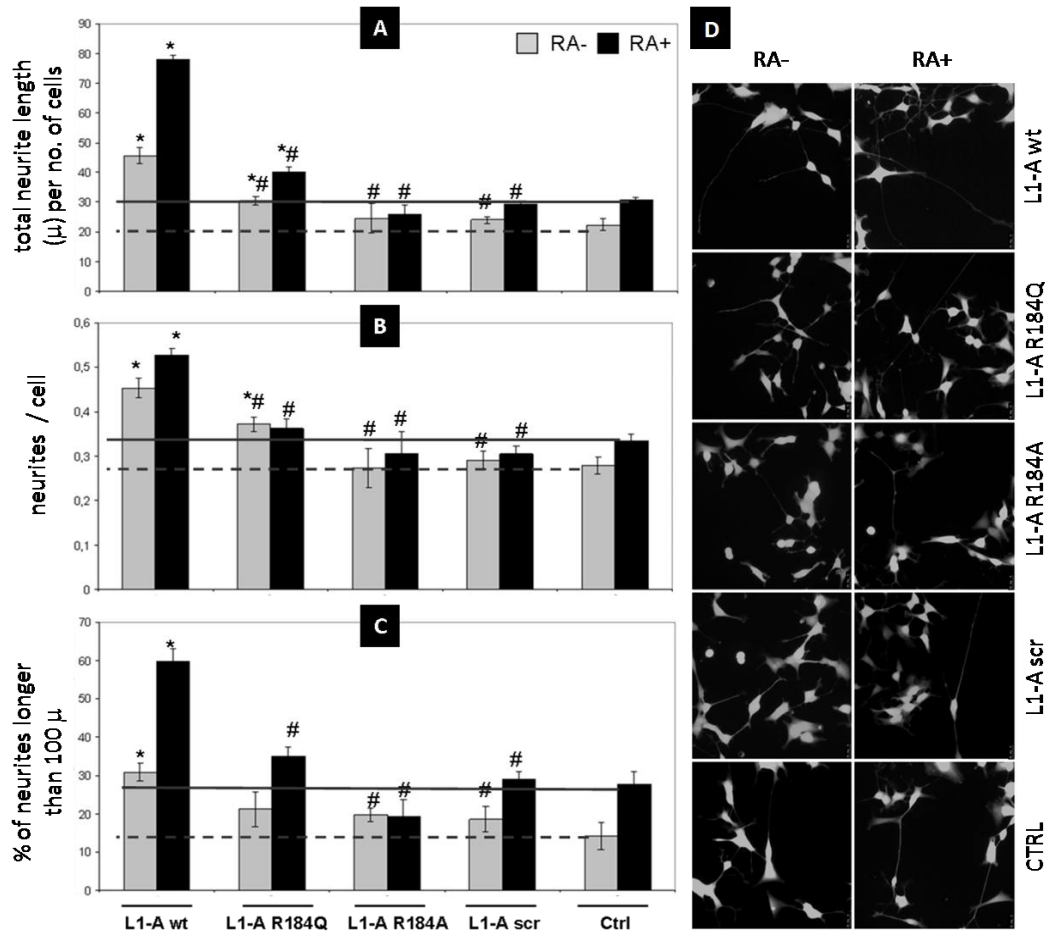 A
RA-
RA+
total neurite length
(μ) per no. of cells
90
80
70
60
50
40
30
20
10
0
*
*
*#
*#
#
#
#
#
B
neurites / cell
0,6
0,5
0,4
0,3
0,2
0,1
0
*
*
*#
#
#
#
#
#
C
% of neurites longer
than 100 μ
70
60
50
40
30
20
10
0
*
*
#
#
#
#
#
L1-A wt
L1-A R184Q
L1-A R184A
L1-A scr
Ctrl
D
RA-
RA+
L1-A wt
L1-A R184Q
L1-A R184A
L1-A scr
CTRL